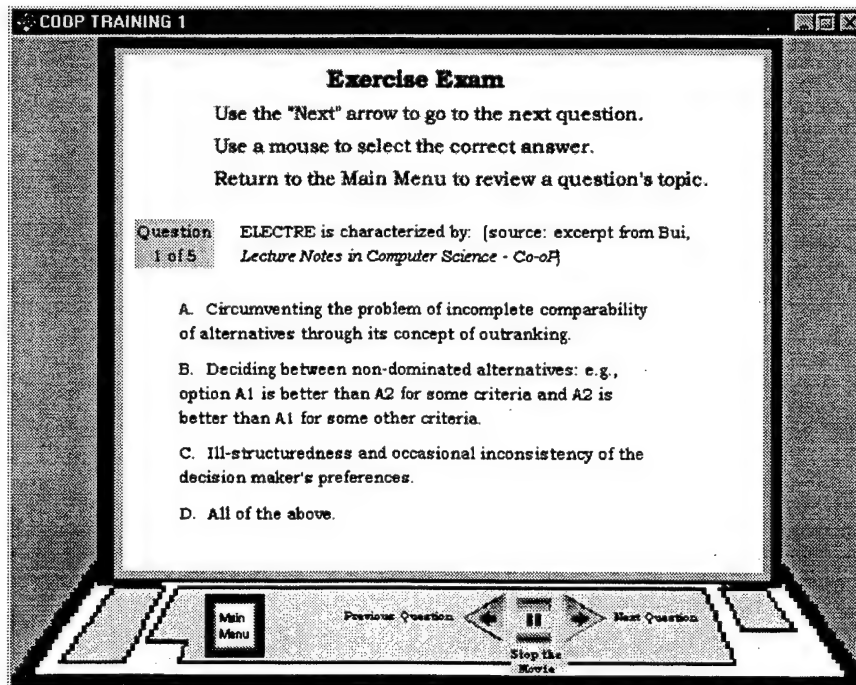 COOP TRAINING 1
Exercise Exam
Use the "Next" arrow to go to the next question.
Use a mouse to select the correct answer.
Return to the Main Menu to review a question's topic.
Question
1 of 5
ELECTRE is characterized by: [source: excerpt from Bui,
Lecture Notes in Computer Science - Co-oP]
A. Circumventing the problem of incomplete comparability
of alternatives through its concept of outranking.
B. Deciding between non-dominated alternatives: e.g.,
option A1 is better than A2 for some criteria and A2 is
better than A1 for some other criteria.
C. Ill-structuredness and occasional inconsistency of the
decision maker's preferences.
D. All of the above.
Main
Menu
Previous Question
Next Question
Stop the
Movie